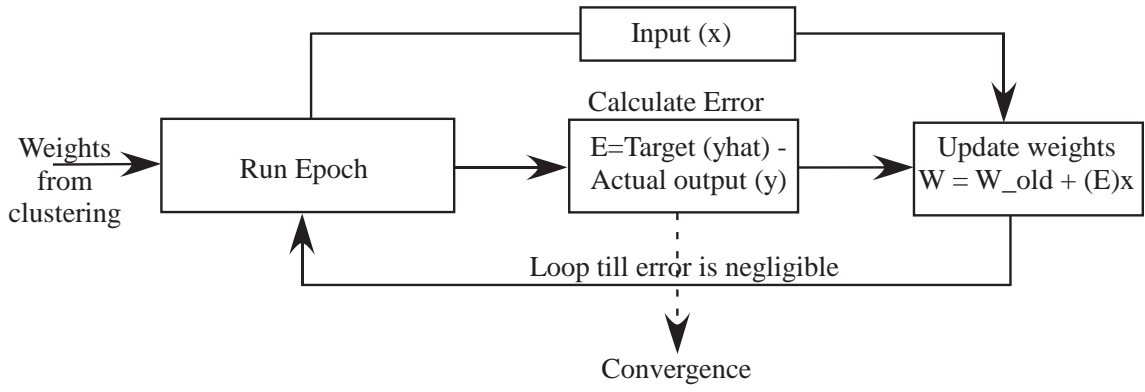 Input (x)
Calculate Error
Weights
from
clustering
Run Epoch
E=Target (yhat) -
Actual output (y)
Update weights
W = W_old + (E)x
Loop till error is negligible
Convergence